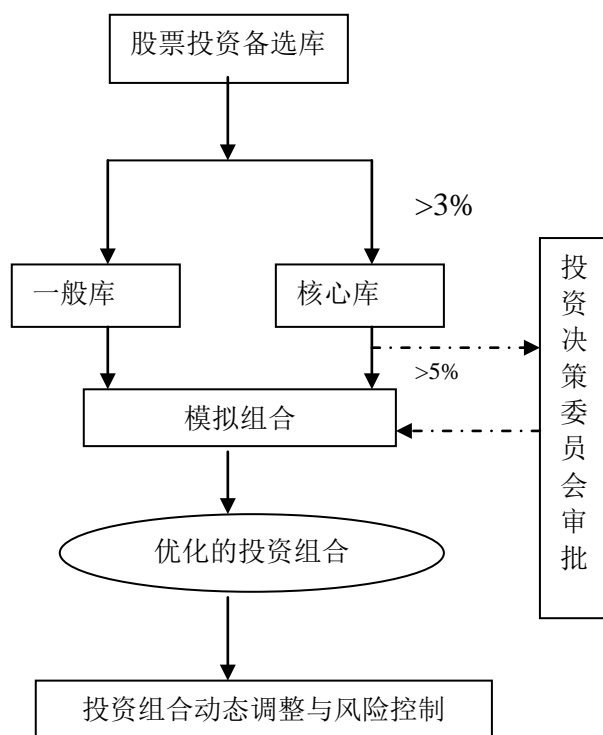 股票投资备选库
>3%
一般库
核心库
投资决策委员会审批
>5%
模拟组合
优化的投资组合
投资组合动态调整与风险控制